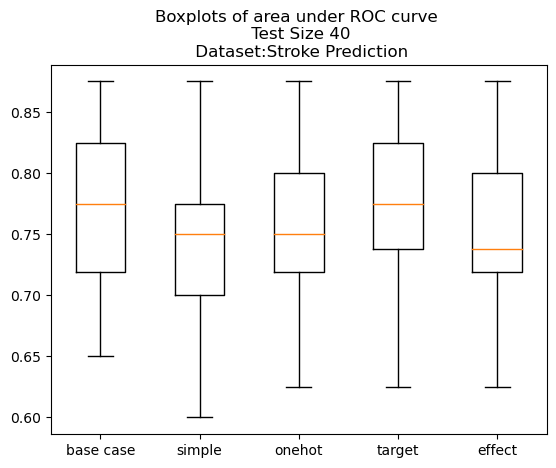 Boxplots of area under ROC curve
Test Size 40
Dataset:Stroke Prediction
0.85
0.80
0.75
0.70
0.65
0.60
base case simple onehot target effect